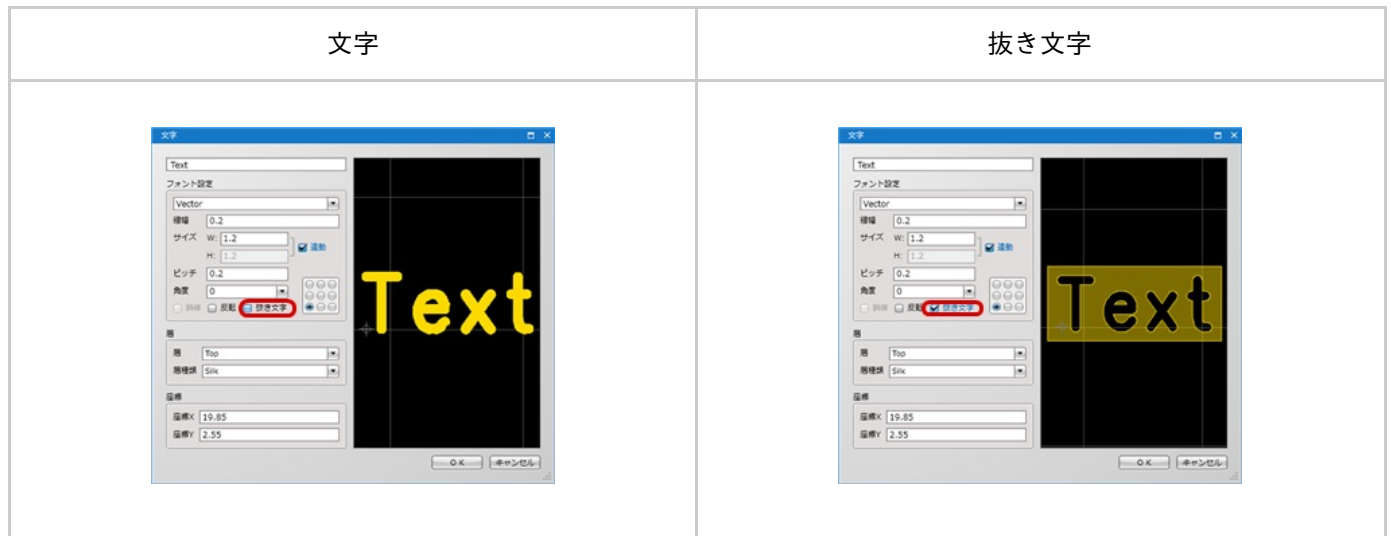 文字
抜き文字
文字
Text
フォント設定
Vector
線幅 0.2
サイズ W: 1.2
連動
H: 1.2
ピッチ 0.2
角度 0
斜体 反転 抜き文字
層
層 Top
層種類 Silk
座標
座標X 19.85
座標Y 2.55
Text
OK キャンセル
文字
Text
フォント設定
Vector
線幅 0.2
サイズ W: 1.2
連動
H: 1.2
ピッチ 0.2
角度 0
斜体 反転 抜き文字
層
層 Top
層種類 Silk
座標
座標X 19.85
座標Y 2.55
Text
OK キャンセル